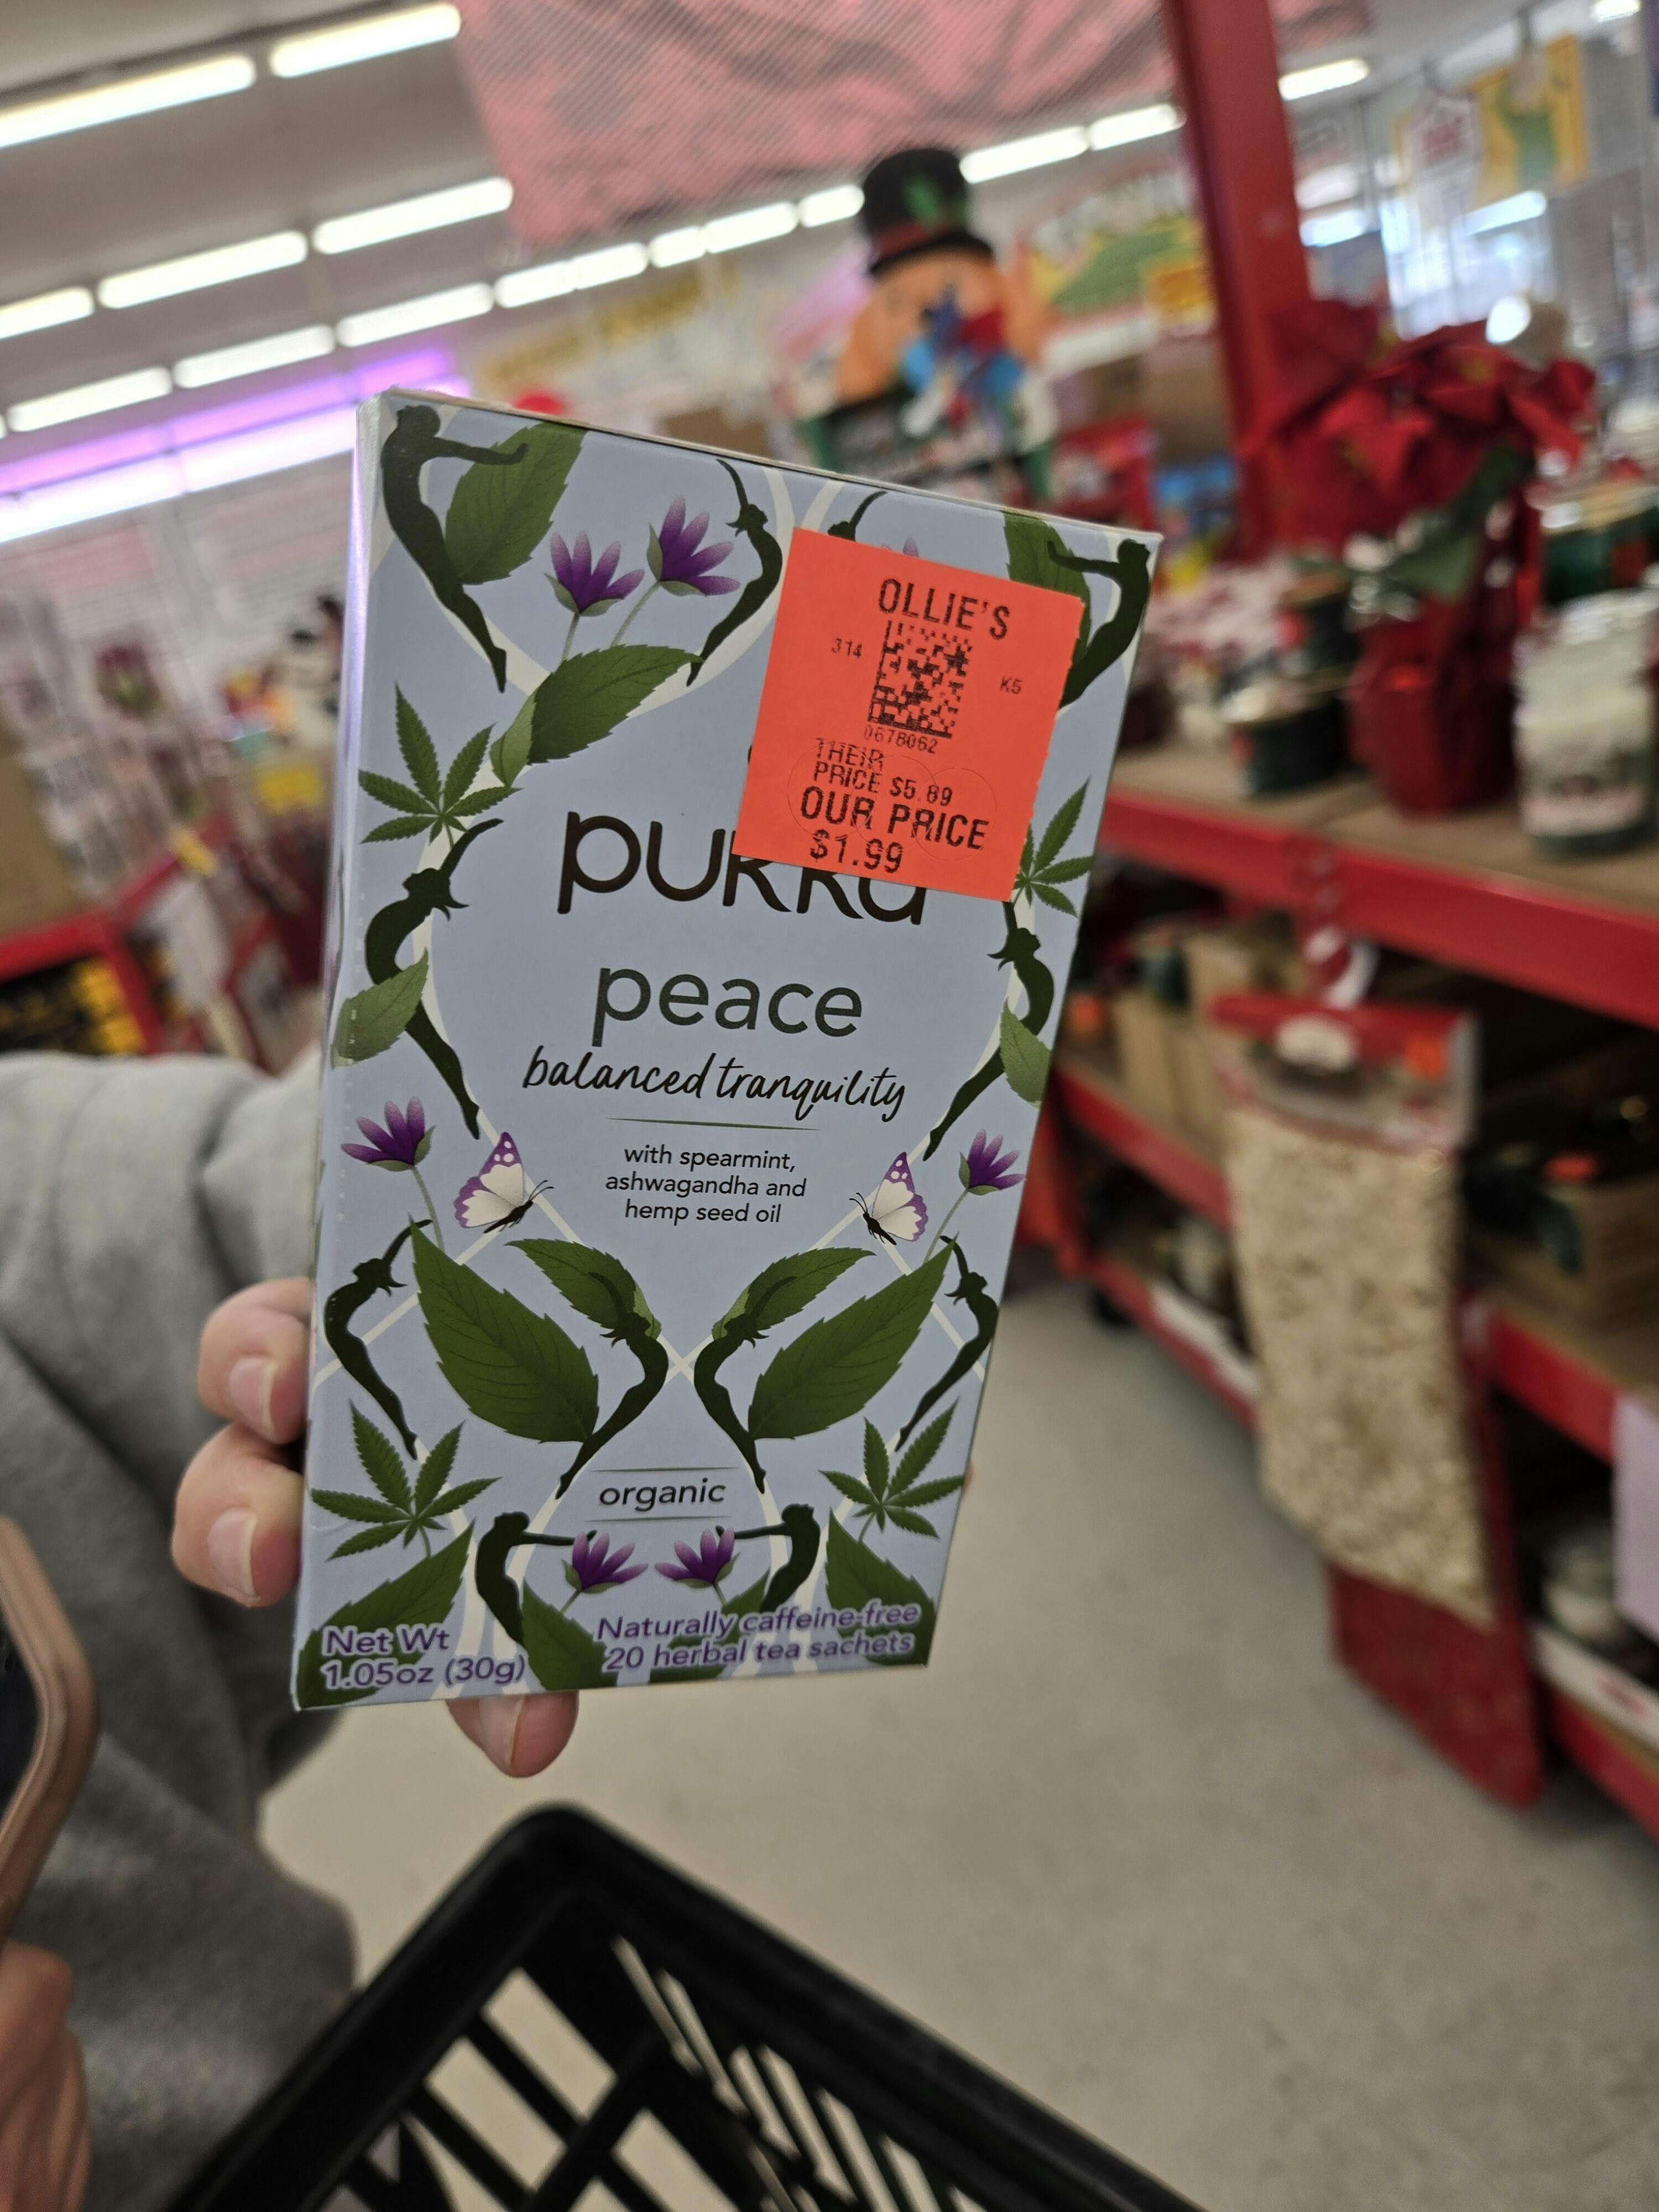 OLLIE'S
314
K5
0678062
THEIR
PRICE $5.89
OUR PRICE
$1.99
pukka
peace
balanced tranquility
with spearmint,
ashwagandha and
hemp seed oil
organic
Net Wt
1.05oz (30g)
Naturally caffeine-free
20 herbal tea sachets